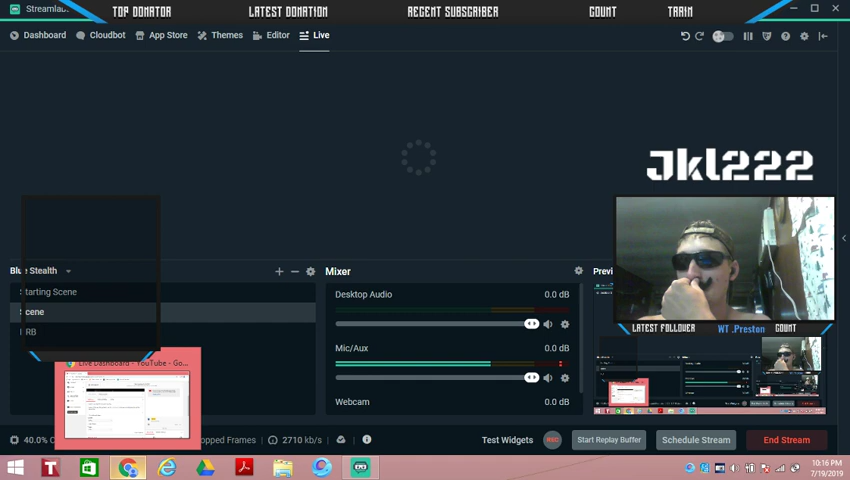 Streamla
TOP DONATOR
LATEST DONATION
RECENT SUBSCRIBER
COUNT
TRAIN
Dashboard
Cloudbot
App Store
Themes
Editor
Live
Jkl222
Blue Stealth
Mixer
Previ
Starting Scene
Scene
BRB
Desktop Audio
0.0 dB
Mic/Aux
0.0 dB
Webcam
0.0 dB
LATEST FOLLOWER
WT .Preston
COUNT
Live Dashboard - YouTube - Go...
40.0%
opped Frames
2710 kb/s
Test Widgets
REC
Start Replay Buffer
Schedule Stream
End Stream
10:16 PM
7/19/2019